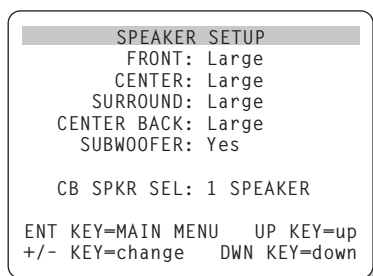 SPEAKER SETUP
FRONT: Large
CENTER: Large
SURROUND: Large
CENTER BACK: Large
SUBWOOFER: Yes
CB SPKR SEL: 1 SPEAKER
ENT KEY=MAIN MENU UP KEY=up
+/- KEY=change DWN KEY=down